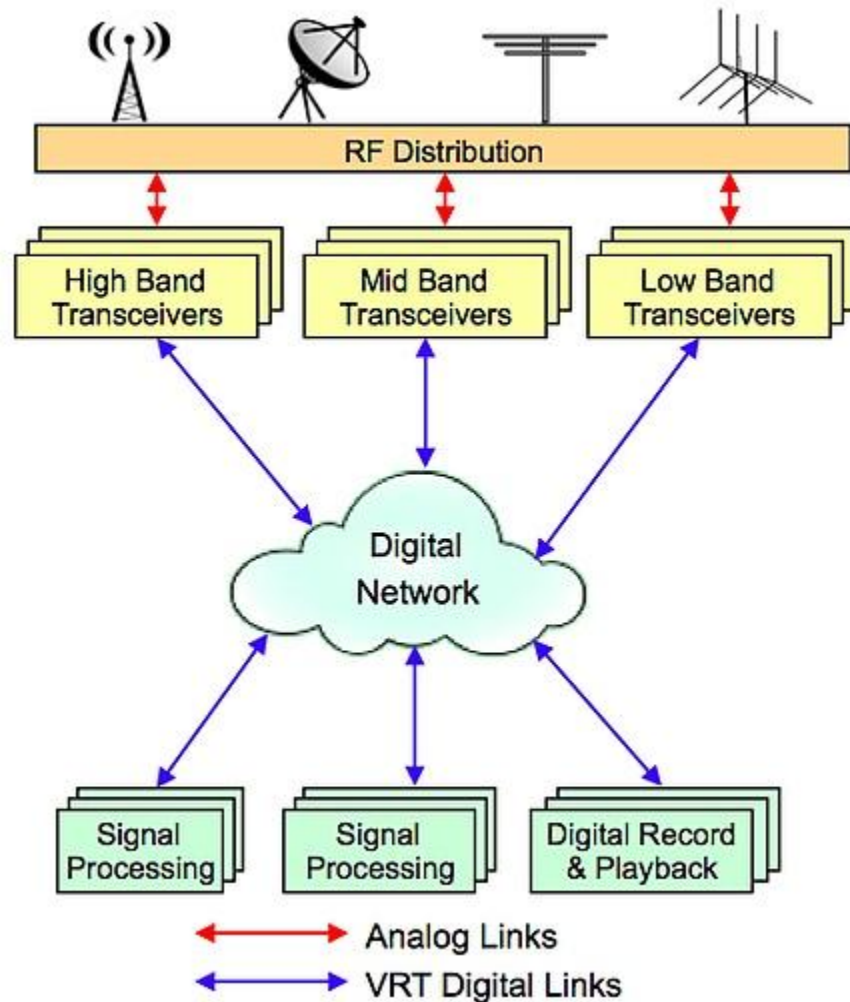 RF Distribution
High Band
Transceivers
Mid Band
Transceivers
Low Band
Transceivers
Digital
Network
Signal
Processing
Signal
Processing
Digital Record
& Playback
Analog Links
VRT Digital Links